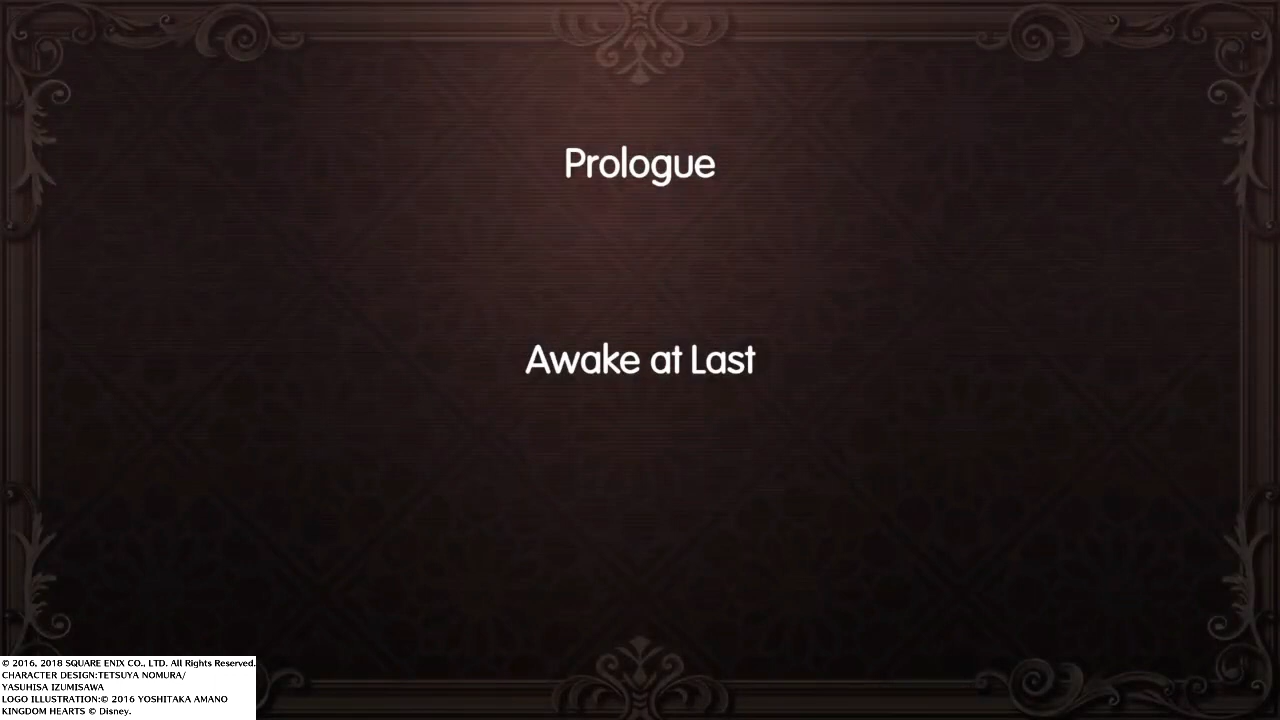 Prologue
Awake at Last
© 2016, 2018 SQUARE ENIX CO., LTD. All Rights Reserved.
CHARACTER DESIGN:TETSUYA NOMURA/
YASUHISA IZUMISAWA
LOGO ILLUSTRATION:© 2016 YOSHITAKA AMANO
KINGDOM HEARTS © Disney.